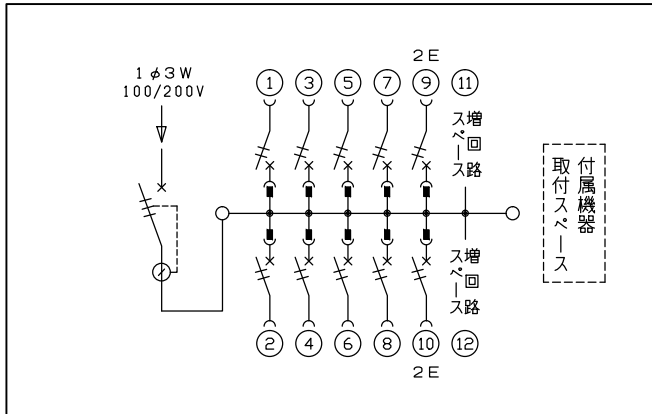 1φ3W
100/200V
2E
1 3 5 7 9 11
増回路
スペース
付属機器
取付スペース
増回路
スペース
2 4 6 8 10 12
2E